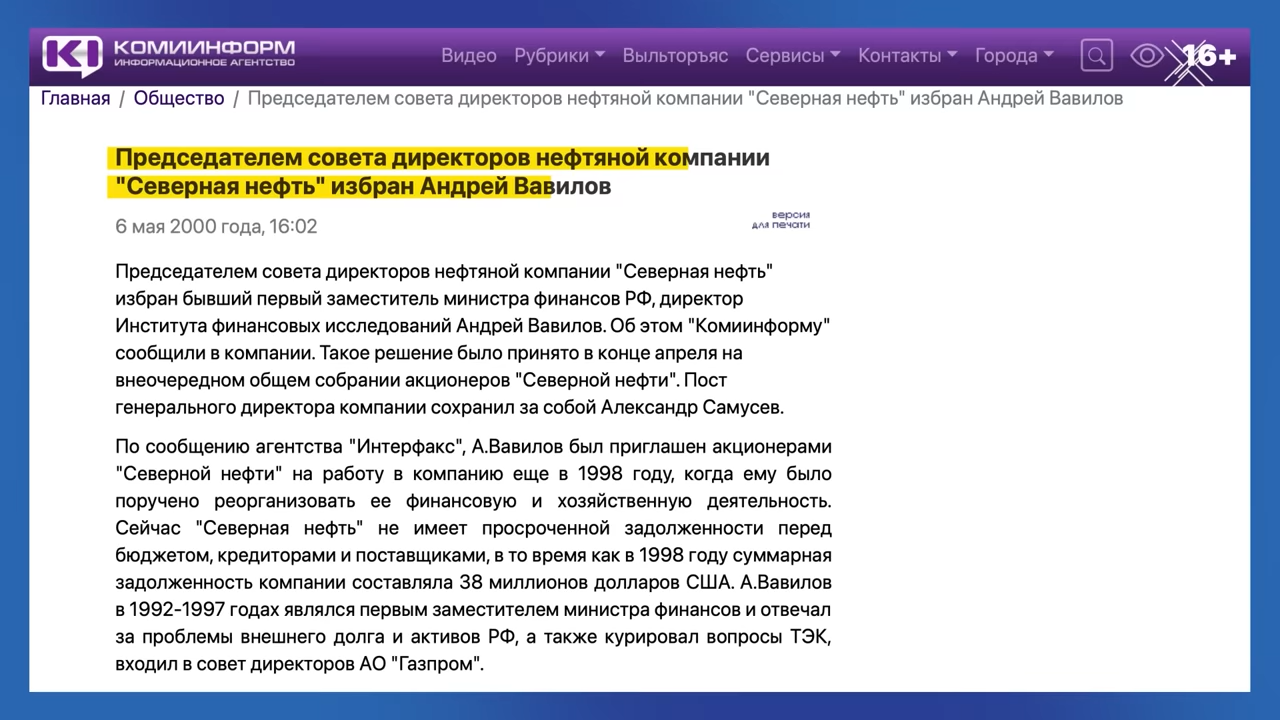 КОМИИНФОРМ
ИНФОРМАЦИОННОЕ АГЕНТСТВО
Видео Рубрики Выльторъяс Сервисы Контакты Города 16+
Главная / Общество / Председателем совета директоров нефтяной компании "Северная нефть" избран Андрей Вавилов
Председателем совета директоров нефтяной компании
"Северная нефть" избран Андрей Вавилов
6 мая 2000 года, 16:02
версия
для печати
Председателем совета директоров нефтяной компании "Северная нефть"
избран бывший первый заместитель министра финансов РФ, директор
Института финансовых исследований Андрей Вавилов. Об этом "Комиинформу"
сообщили в компании. Такое решение было принято в конце апреля на
внеочередном общем собрании акционеров "Северной нефти". Пост
генерального директора компании сохранил за собой Александр Самусев.
По сообщению агентства "Интерфакс", А.Вавилов был приглашен акционерами
"Северной нефти" на работу в компанию еще в 1998 году, когда ему было
поручено реорганизовать ее финансовую и хозяйственную деятельность.
Сейчас "Северная нефть" не имеет просроченной задолженности перед
бюджетом, кредиторами и поставщиками, в то время как в 1998 году суммарная
задолженность компании составляла 38 миллионов долларов США. А.Вавилов
в 1992-1997 годах являлся первым заместителем министра финансов и отвечал
за проблемы внешнего долга и активов РФ, а также курировал вопросы ТЭК,
входил в совет директоров АО "Газпром".